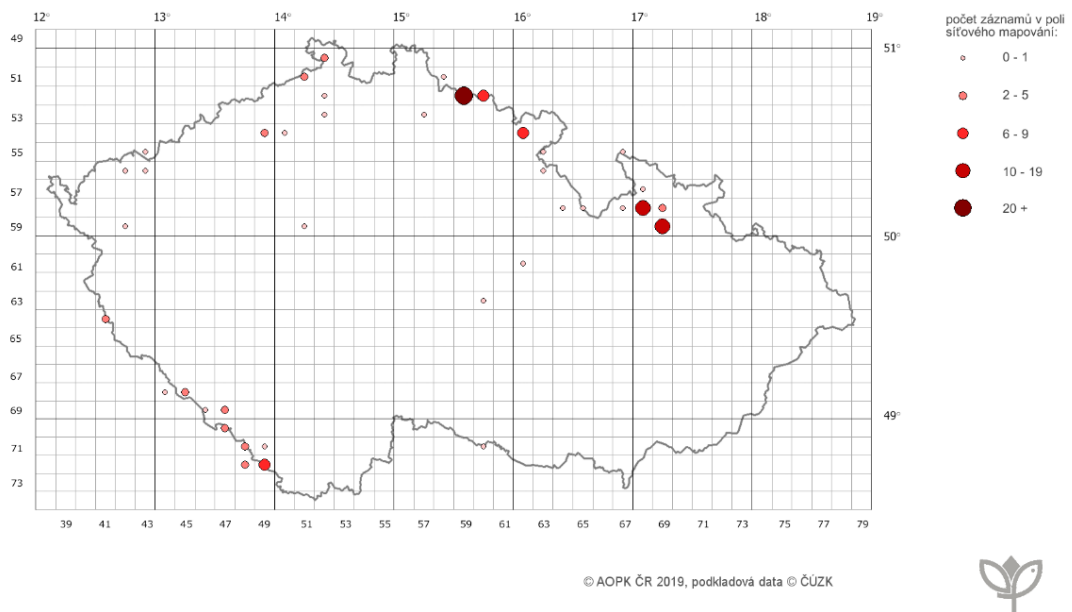 12° 13° 14° 15° 16° 17° 18° 19°
počet záznamů v poli
síťového mapování:
49 51°
0 - 1
51
2 - 5
53
6 - 9
55
10 - 19
57
20 +
59 50°
61
63
65
67
69 49°
71
73
39 41 43 45 47 49 51 53 55 57 59 61 63 65 67 69 71 73 75 77 79
© AOPK ČR 2019, podkladová data © ČÚZK